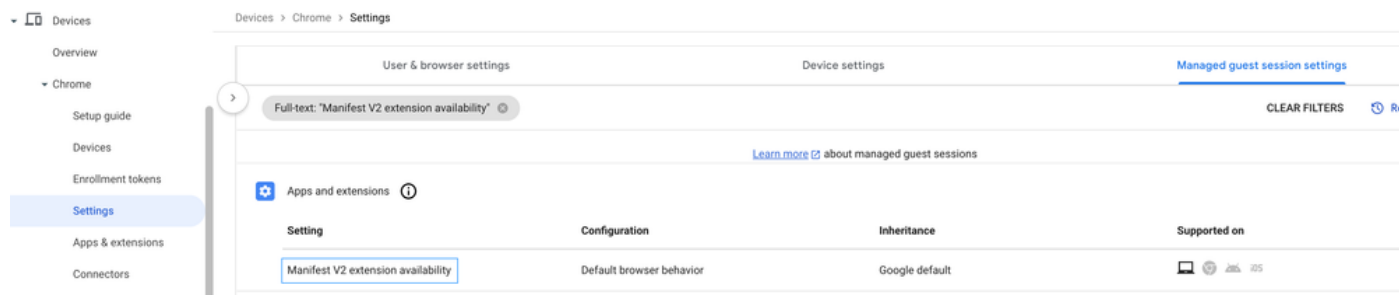 Devices
Devices > Chrome > Settings
Overview
User & browser settings
Device settings
Managed guest session settings
Chrome
Full-text: "Manifest V2 extension availability"
CLEAR FILTERS
Setup guide
Devices
Learn more about managed guest sessions
Enrollment tokens
Apps and extensions
Settings
Setting
Configuration
Inheritance
Supported on
Apps & extensions
Manifest V2 extension availability
Default browser behavior
Google default
iOS
Connectors